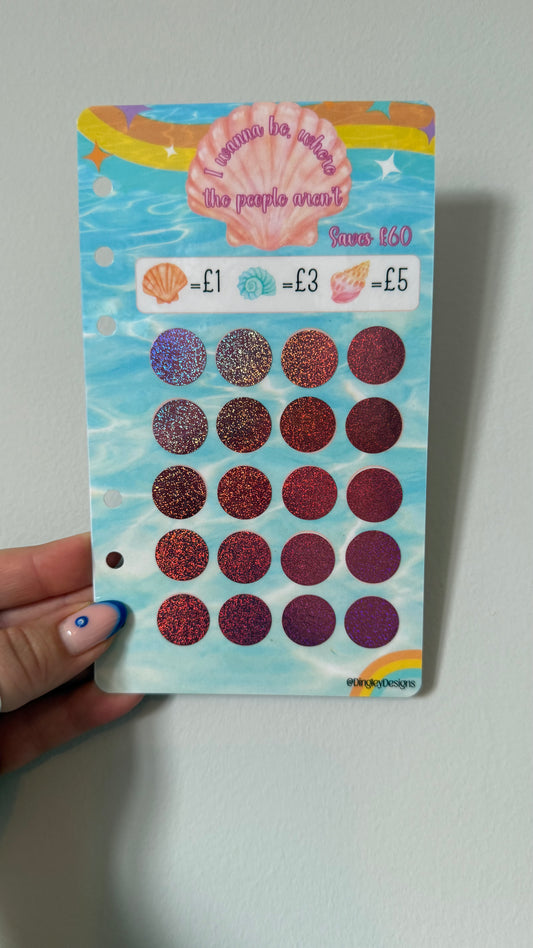 I wanna be, where
the people aren't
Saves £60
=£1 =£3 =£5
@DingleyDesigns